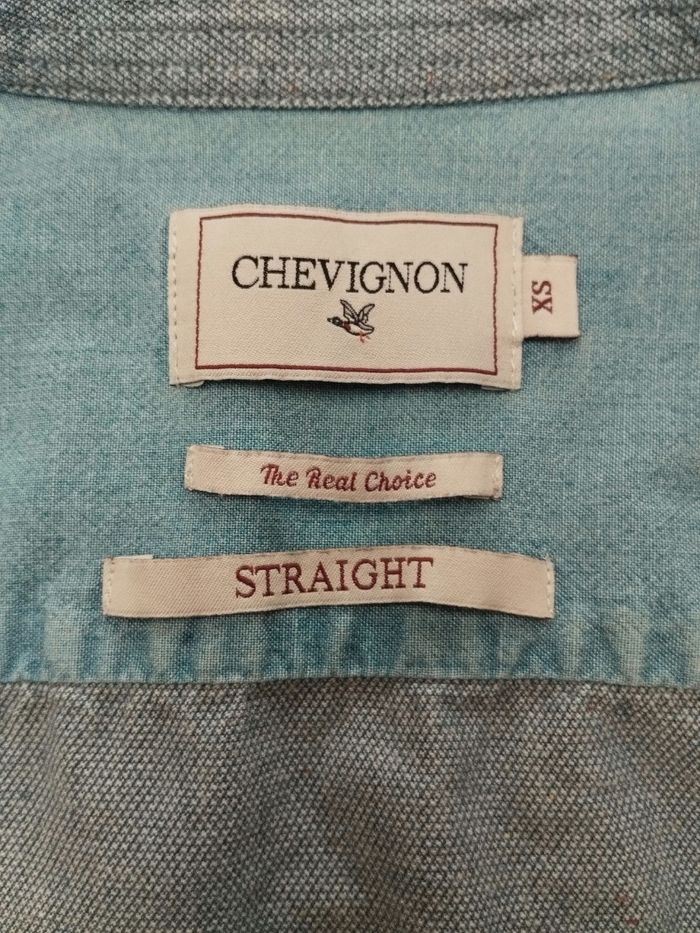 CHEVIGNON
XS
The Real Choice
STRAIGHT